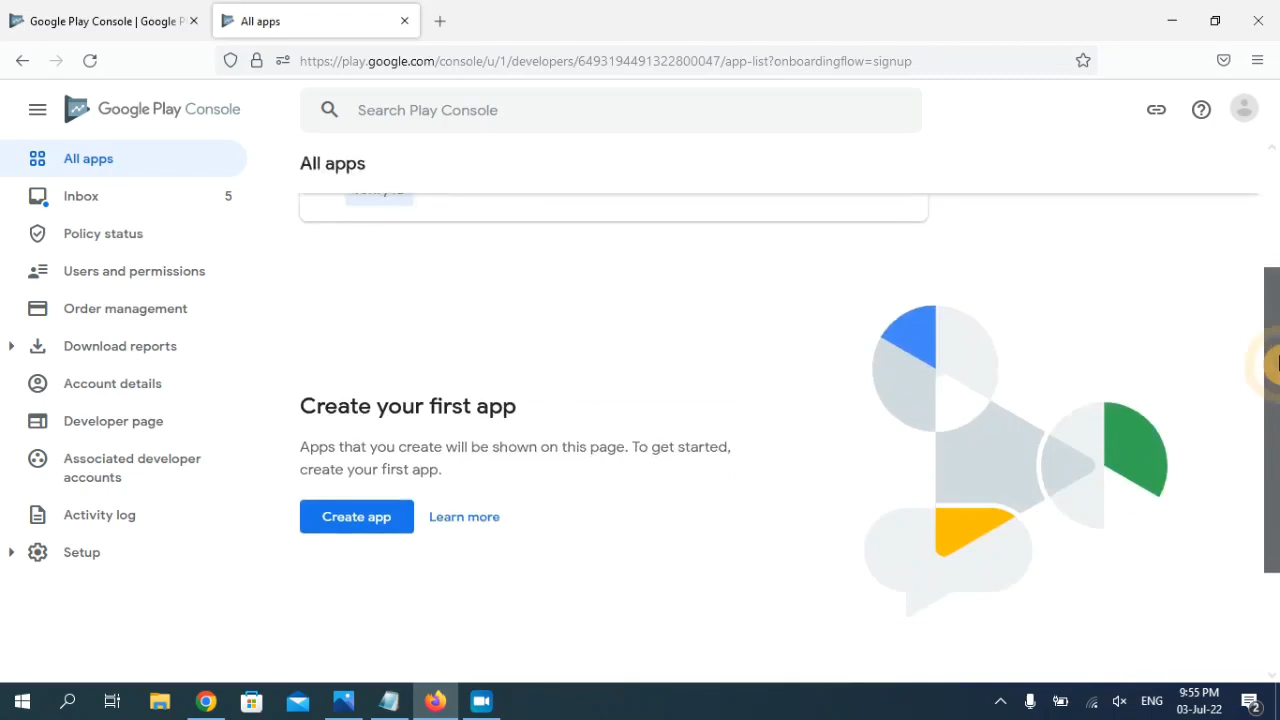 Google Play Console | Google P
All apps
https://play.google.com/console/u/1/developers/6493194491322800047/app-list?onboardingflow=signup
Google Play Console
Search Play Console
All apps
All apps
Inbox 5
Policy status
Users and permissions
Order management
Download reports
Account details
Developer page
Associated developer
accounts
Activity log
Setup
Create your first app
Apps that you create will be shown on this page. To get started,
create your first app.
Create app Learn more
ENG
9:55 PM
03-Jul-22
2